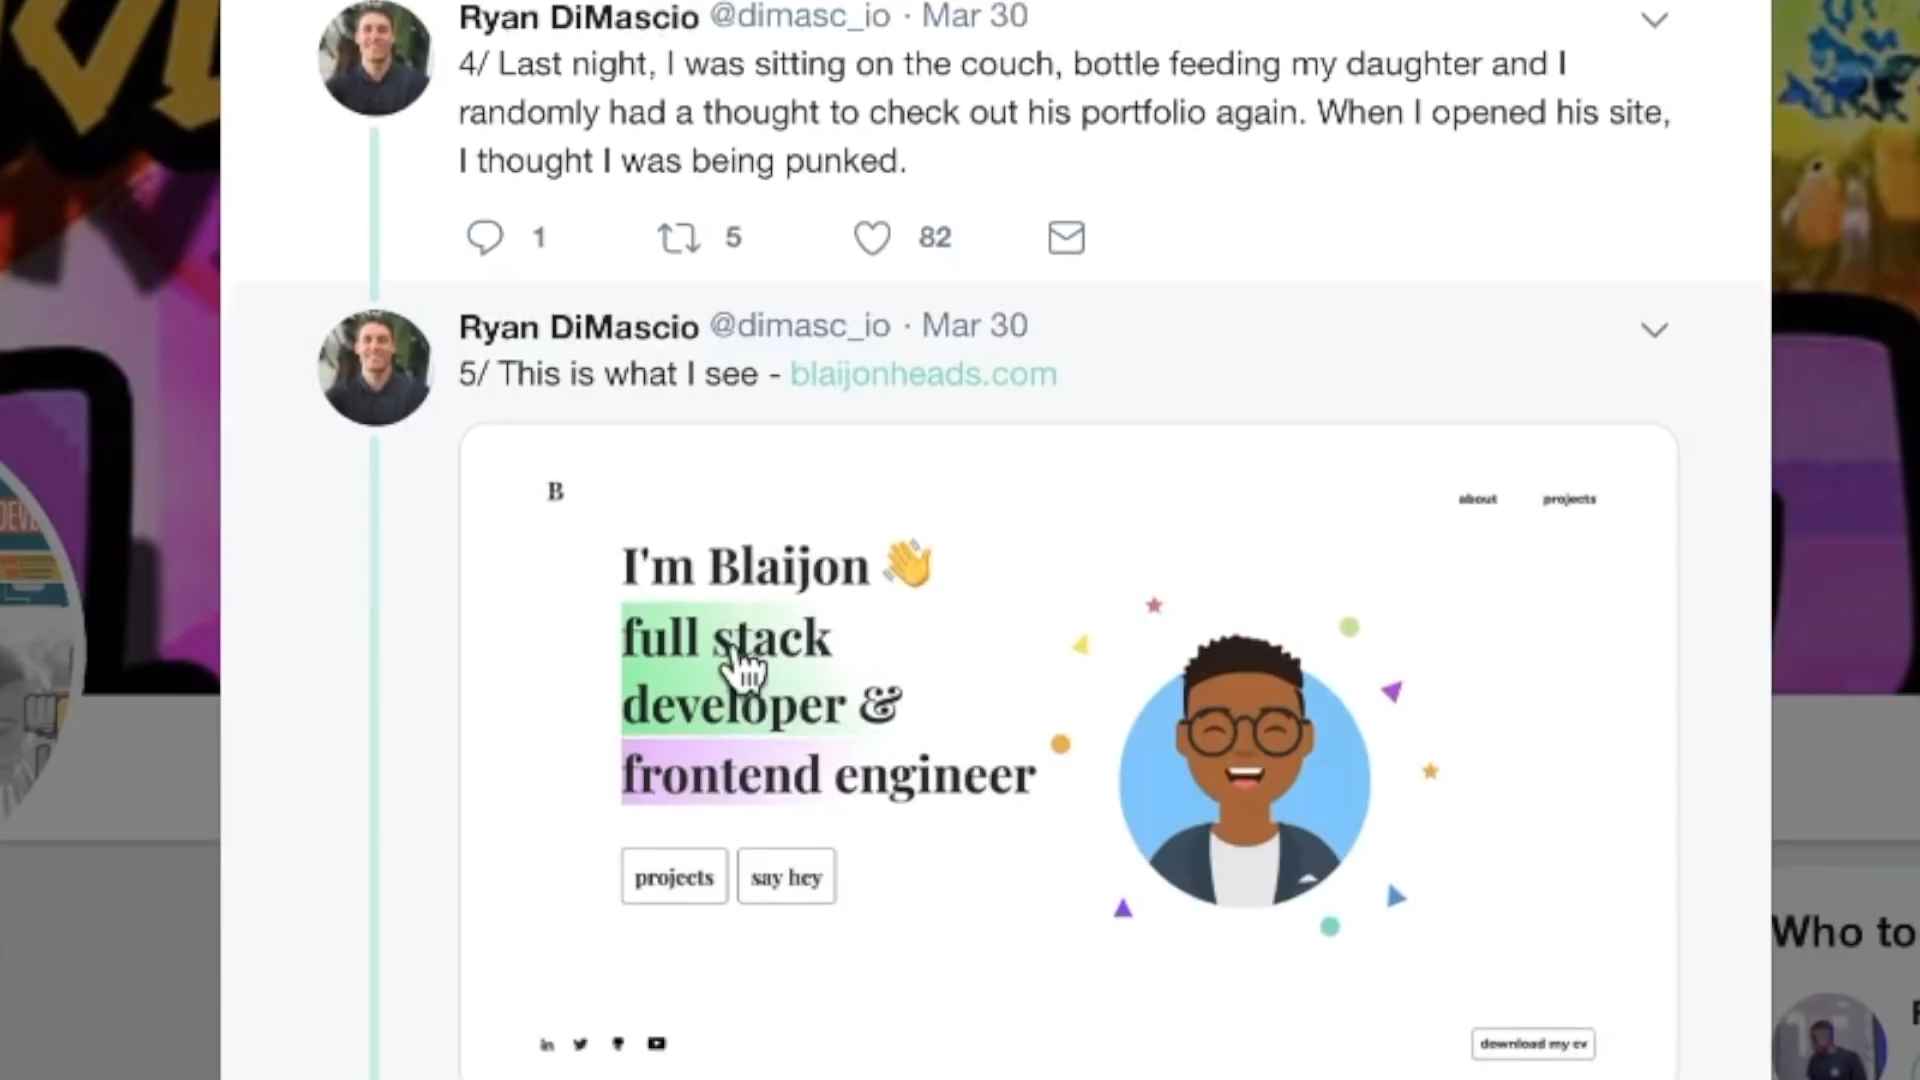 Ryan DiMascio @dimasc_io · Mar 30
4/ Last night, I was sitting on the couch, bottle feeding my daughter and I
randomly had a thought to check out his portfolio again. When I opened his site,
I thought I was being punked.
1 5 82
Ryan DiMascio @dimasc_io · Mar 30
5/ This is what I see - blaijonheads.com
B
about projects
I'm Blaijon 👋
full stack
developer &
frontend engineer
projects say hey
in
download my cv
DEVE
Who to